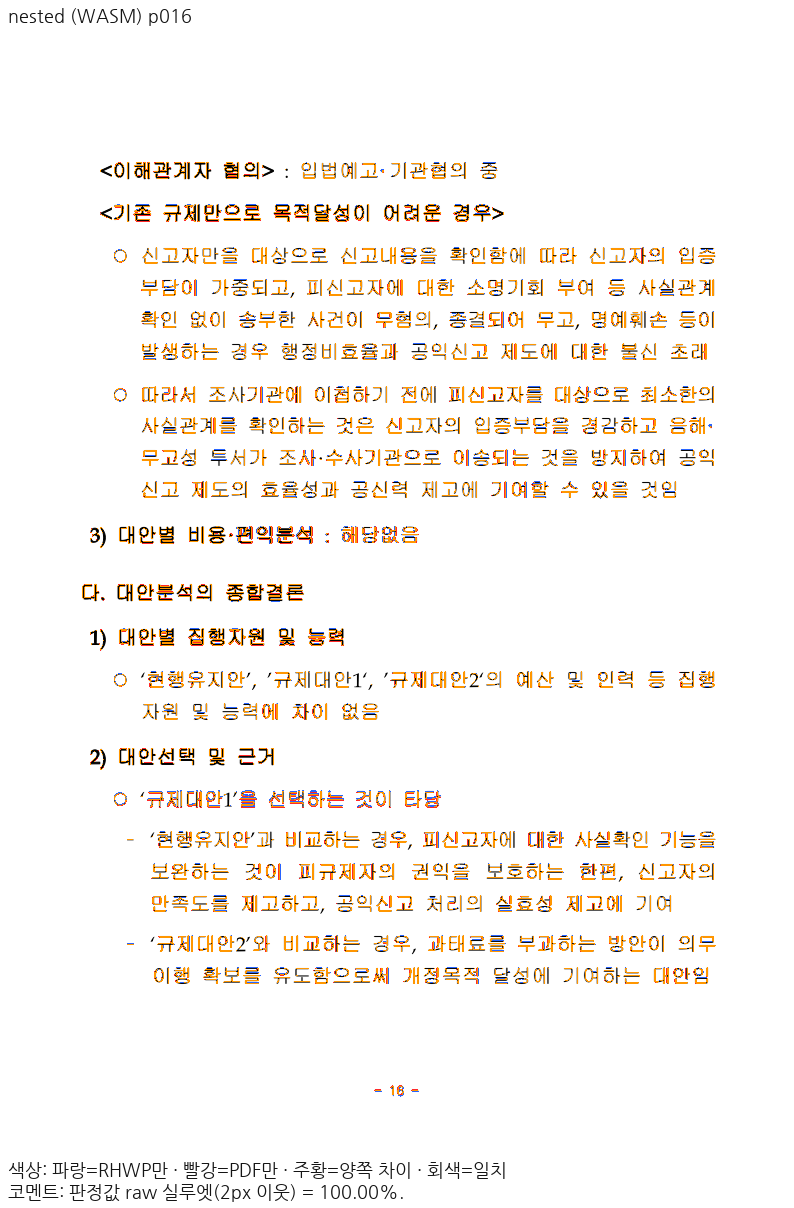 nested (WASM) p016
<이해관계자 협의> : 입법예고·기관협의 중
<기존 규제만으로 목적달성이 어려운 경우>
○ 신고자만을 대상으로 신고내용을 확인함에 따라 신고자의 입증
부담이 가중되고, 피신고자에 대한 소명기회 부여 등 사실관계
확인 없이 송부한 사건이 무혐의, 종결되어 무고, 명예훼손 등이
발생하는 경우 행정비효율과 공익신고 제도에 대한 불신 초래
○ 따라서 조사기관에 이첩하기 전에 피신고자를 대상으로 최소한의
사실관계를 확인하는 것은 신고자의 입증부담을 경감하고 음해·
무고성 투서가 조사·수사기관으로 이송되는 것을 방지하여 공익
신고 제도의 효율성과 공신력 제고에 기여할 수 있을 것임
3) 대안별 비용·편익분석 : 해당없음
다. 대안분석의 종합결론
1) 대안별 집행자원 및 능력
○ ‘현행유지안’, ’규제대안1‘, ’규제대안2‘의 예산 및 인력 등 집행
자원 및 능력에 차이 없음
2) 대안선택 및 근거
○ ‘규제대안1’을 선택하는 것이 타당
- ‘현행유지안’과 비교하는 경우, 피신고자에 대한 사실확인 기능을
보완하는 것이 피규제자의 권익을 보호하는 한편, 신고자의
만족도를 제고하고, 공익신고 처리의 실효성 제고에 기여
- ‘규제대안2’와 비교하는 경우, 과태료를 부과하는 방안이 의무
이행 확보를 유도함으로써 개정목적 달성에 기여하는 대안임
- 16 -
색상: 파랑=RHWP만 · 빨강=PDF만 · 주황=양쪽 차이 · 회색=일치
코멘트: 판정값 raw 실루엣(2px 이웃) = 100.00%.